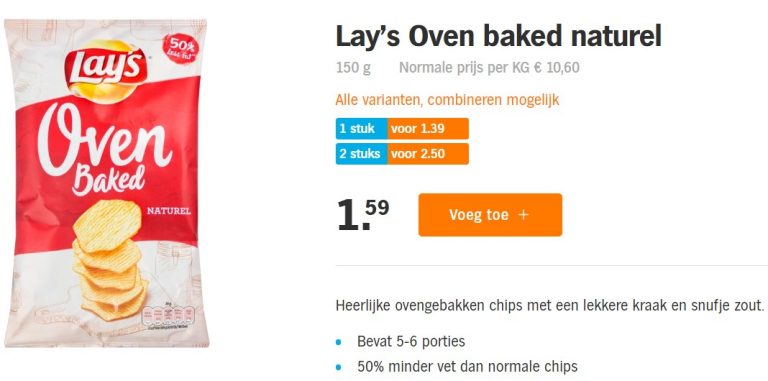 50%
less fat
Lay's
Oven
Baked
NATUREL
Lay's Oven baked naturel
150 g Normale prijs per KG € 10,60
Alle varianten, combineren mogelijk
1 stuk voor 1.39
2 stuks voor 2.50
1.59
Voeg toe +
Heerlijke ovengebakken chips met een lekkere kraak en snufje zout.
• Bevat 5-6 porties
• 50% minder vet dan normale chips